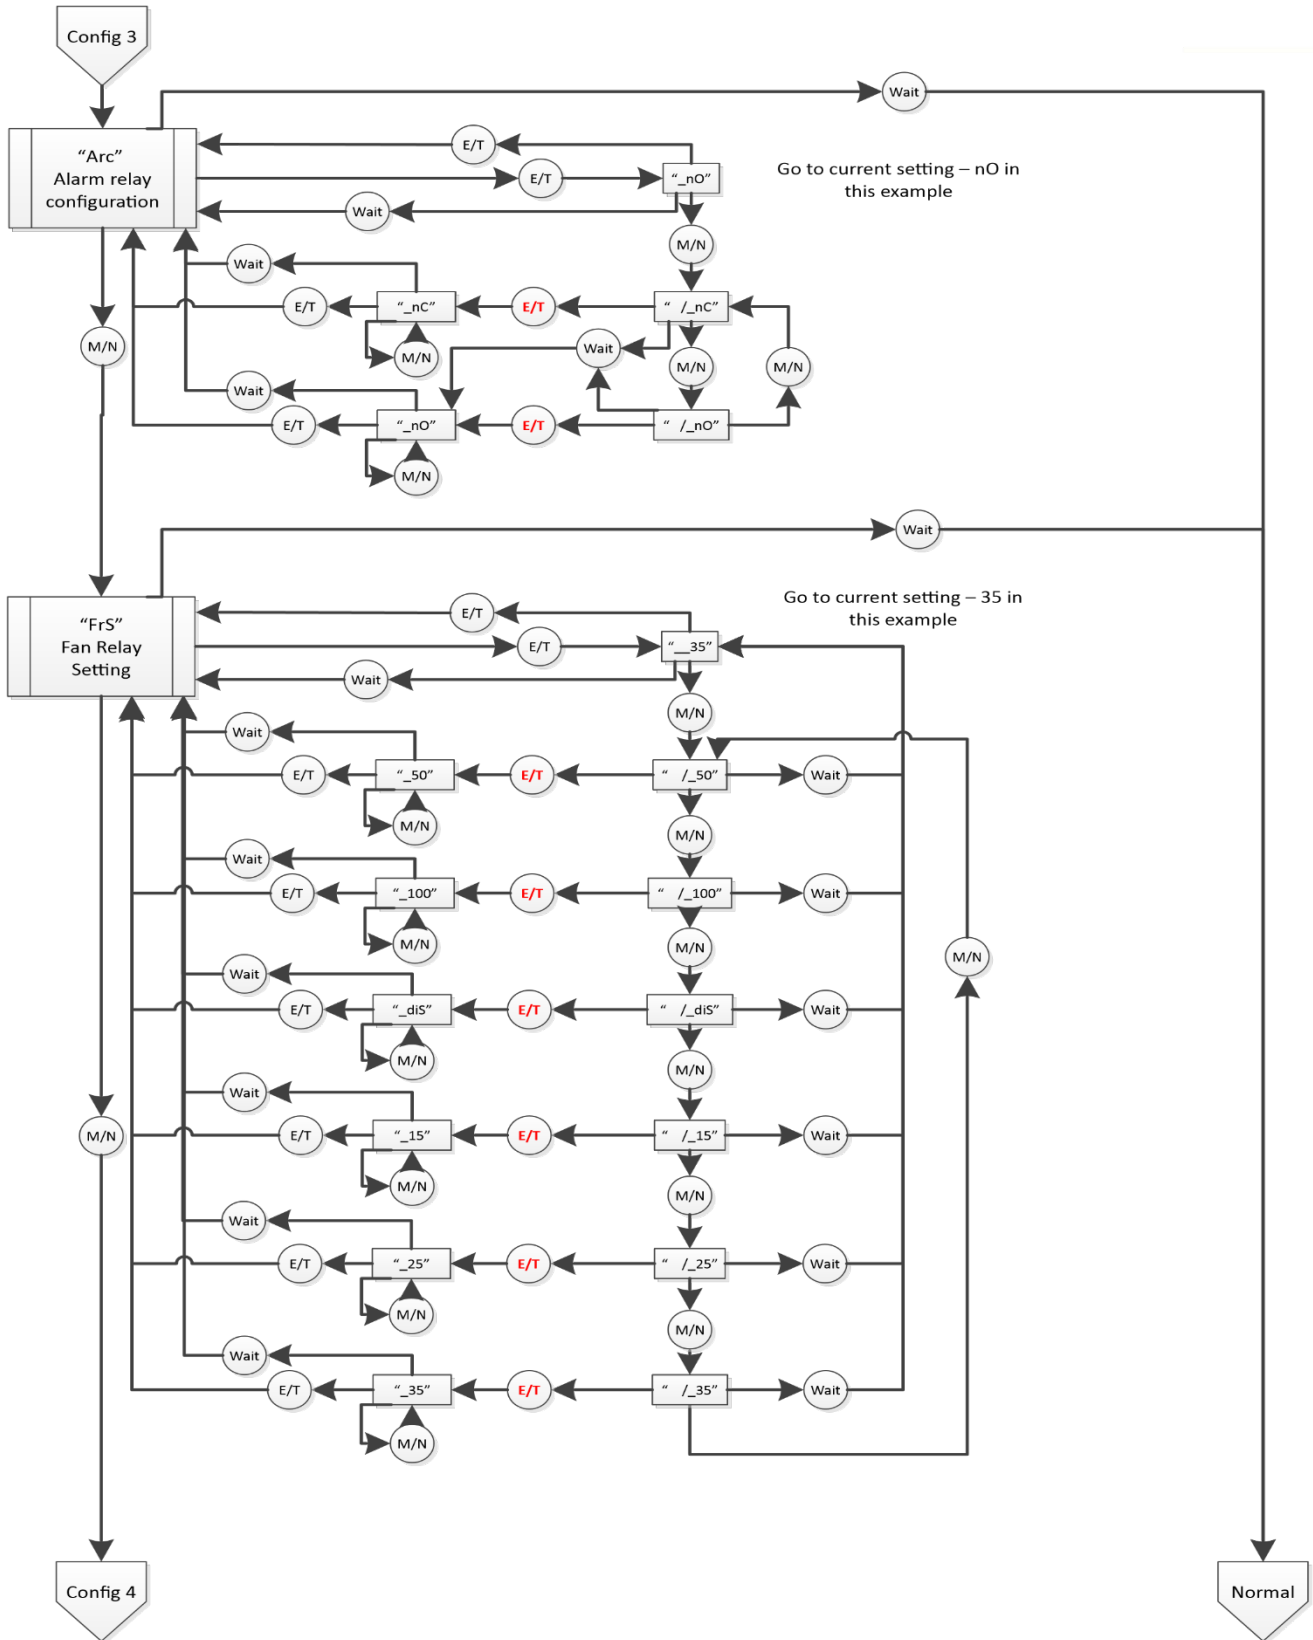 Config 3
Wait
E/T
“Arc”
Alarm relay
configuration
E/T
“_nO”
Go to current setting – nO in
this example
Wait
M/N
Wait
E/T
“_nC”
E/T
“ /_nC”
M/N
M/N
Wait
M/N
M/N
Wait
E/T
“_nO”
E/T
“ /_nO”
M/N
Wait
“FrS”
Fan Relay
Setting
E/T
E/T
“__35”
Go to current setting – 35 in
this example
Wait
M/N
Wait
E/T
“_50”
E/T
“ /_50”
Wait
M/N
M/N
Wait
E/T
“_100”
E/T
“ /_100”
Wait
M/N
M/N
M/N
Wait
E/T
“_diS”
E/T
“ /_diS”
Wait
M/N
M/N
Wait
M/N
E/T
“_15”
E/T
“ /_15”
Wait
M/N
M/N
Wait
E/T
“_25”
E/T
“ /_25”
Wait
M/N
M/N
Wait
E/T
“_35”
E/T
“ /_35”
Wait
M/N
Config 4
Normal